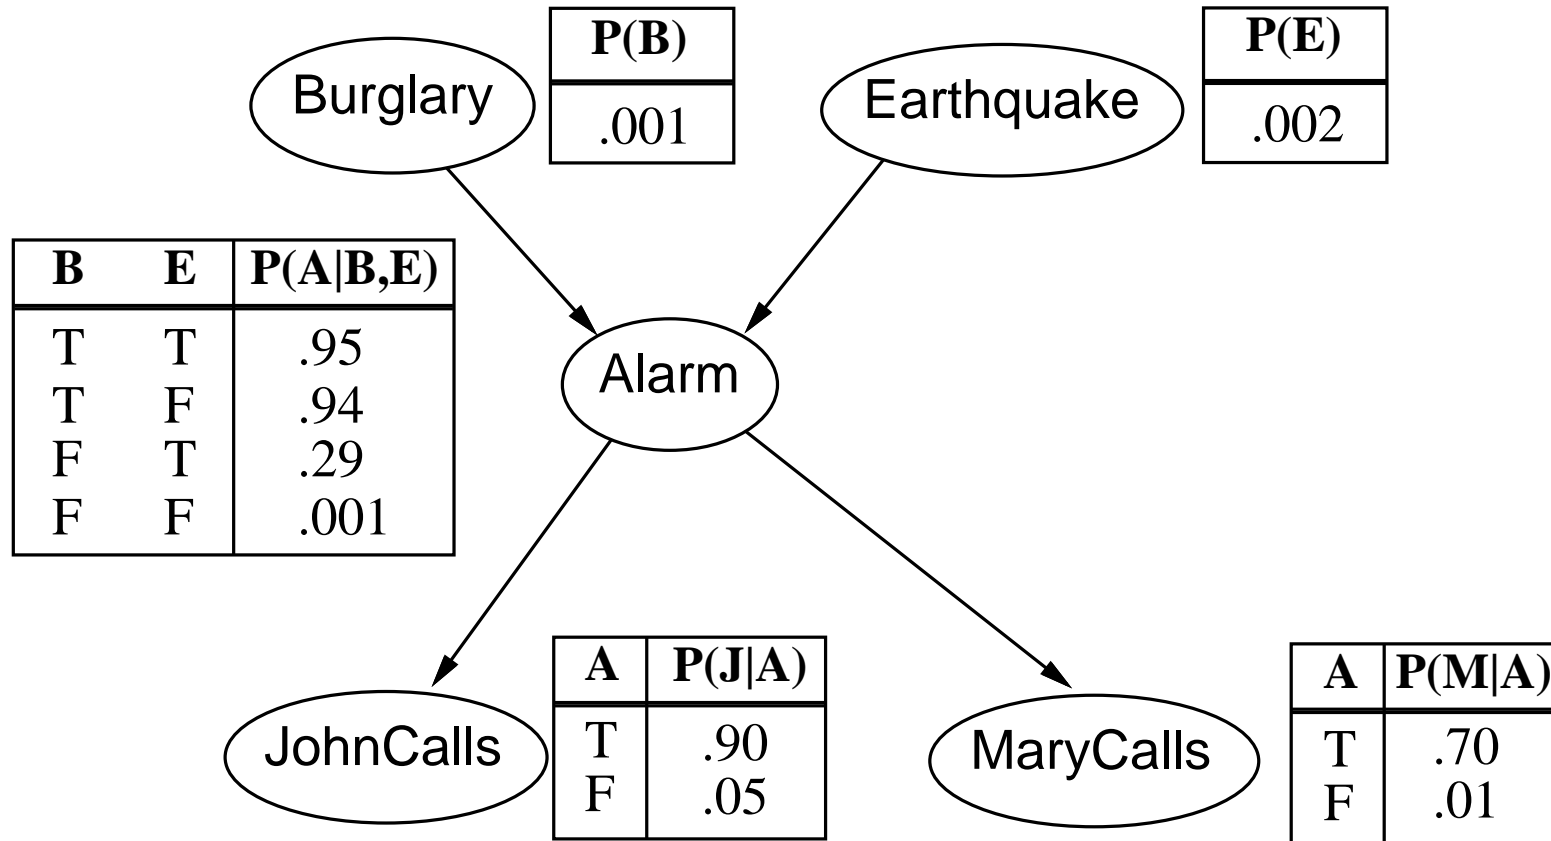 Burglary
P(B)
.001
Earthquake
P(E)
.002
B E P(A|B,E)
T T .95
T F .94
F T .29
F F .001
Alarm
JohnCalls
A P(J|A)
T .90
F .05
MaryCalls
A P(M|A)
T .70
F .01